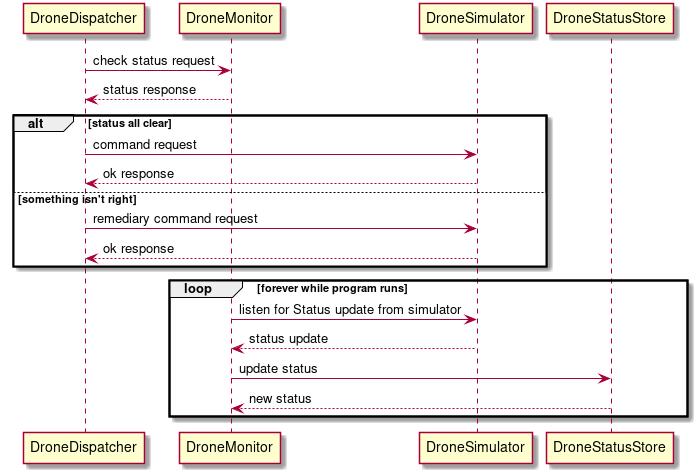 DroneDispatcher DroneMonitor DroneSimulator DroneStatusStore
check status request
status response
alt [status all clear]
command request
ok response
[something isn't right]
remediary command request
ok response
loop [forever while program runs]
listen for Status update from simulator
status update
update status
new status
DroneDispatcher DroneMonitor DroneSimulator DroneStatusStore